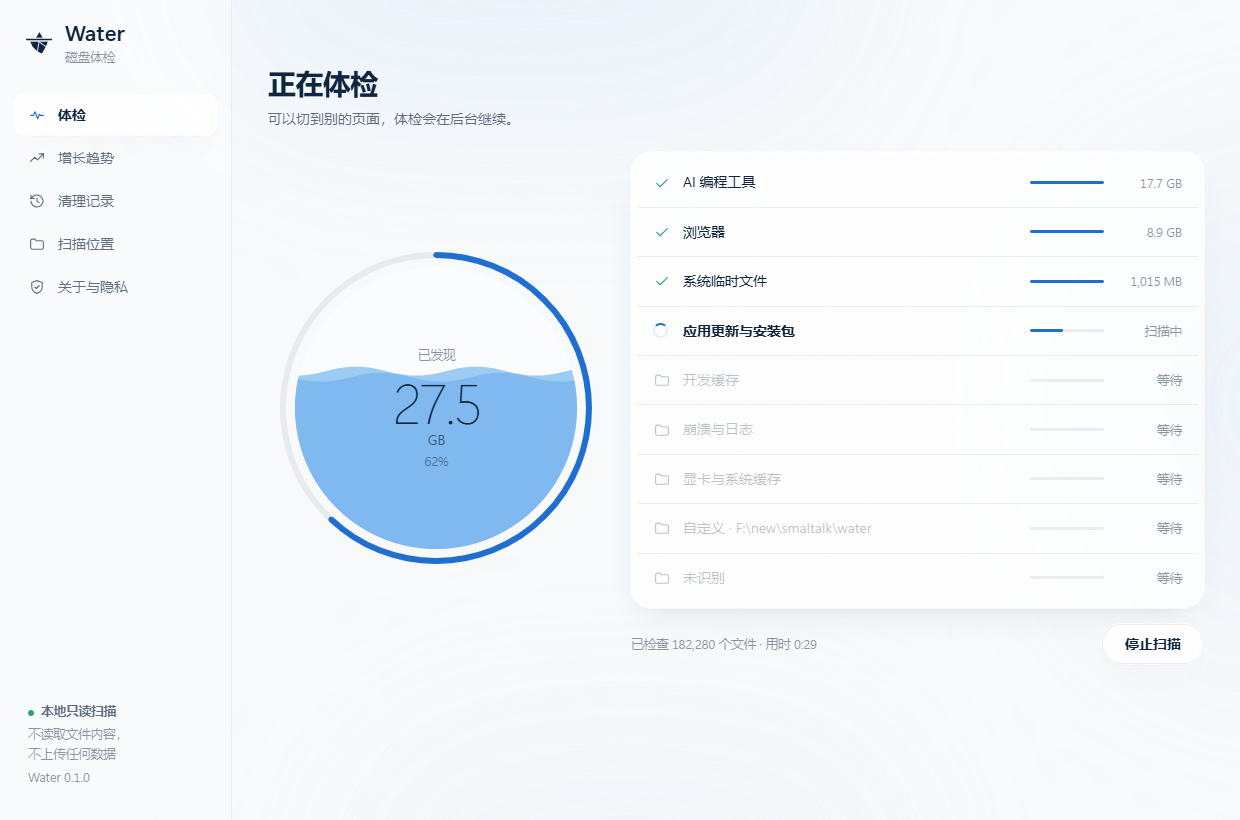 Water
磁盘体检
体检
增长趋势
清理记录
扫描位置
关于与隐私
本地只读扫描
不读取文件内容，
不上传任何数据
Water 0.1.0
正在体检
可以切到别的页面，体检会在后台继续。
已发现
27.5
GB
62%
AI 编程工具 17.7 GB
浏览器 8.9 GB
系统临时文件 1,015 MB
应用更新与安装包 扫描中
开发缓存 等待
崩溃与日志 等待
显卡与系统缓存 等待
自定义 · F:\new\smaltalk\water 等待
未识别 等待
已检查 182,280 个文件 · 用时 0:29
停止扫描